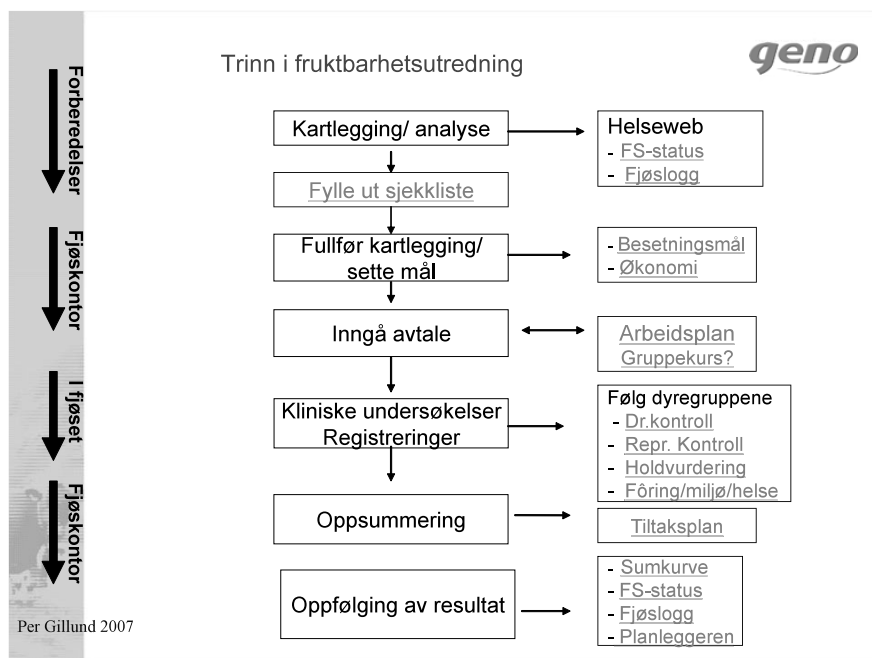 geno
Trinn i fruktbarhetsutredning
Forberedelser
Fjøskontor
I fjøset
Fjøskontor
Kartlegging/ analyse
Helseweb
- FS-status
- Fjøslogg
Fylle ut sjekkliste
Fullfør kartlegging/
sette mål
- Besetningsmål
- Økonomi
Inngå avtale
Arbeidsplan
Gruppekurs?
Kliniske undersøkelser
Registreringer
Følg dyregruppene
- Dr.kontroll
- Repr. Kontroll
- Holdvurdering
- Fôring/miljø/helse
Oppsummering
Tiltaksplan
Oppfølging av resultat
- Sumkurve
- FS-status
- Fjøslogg
- Planleggeren
Per Gillund 2007